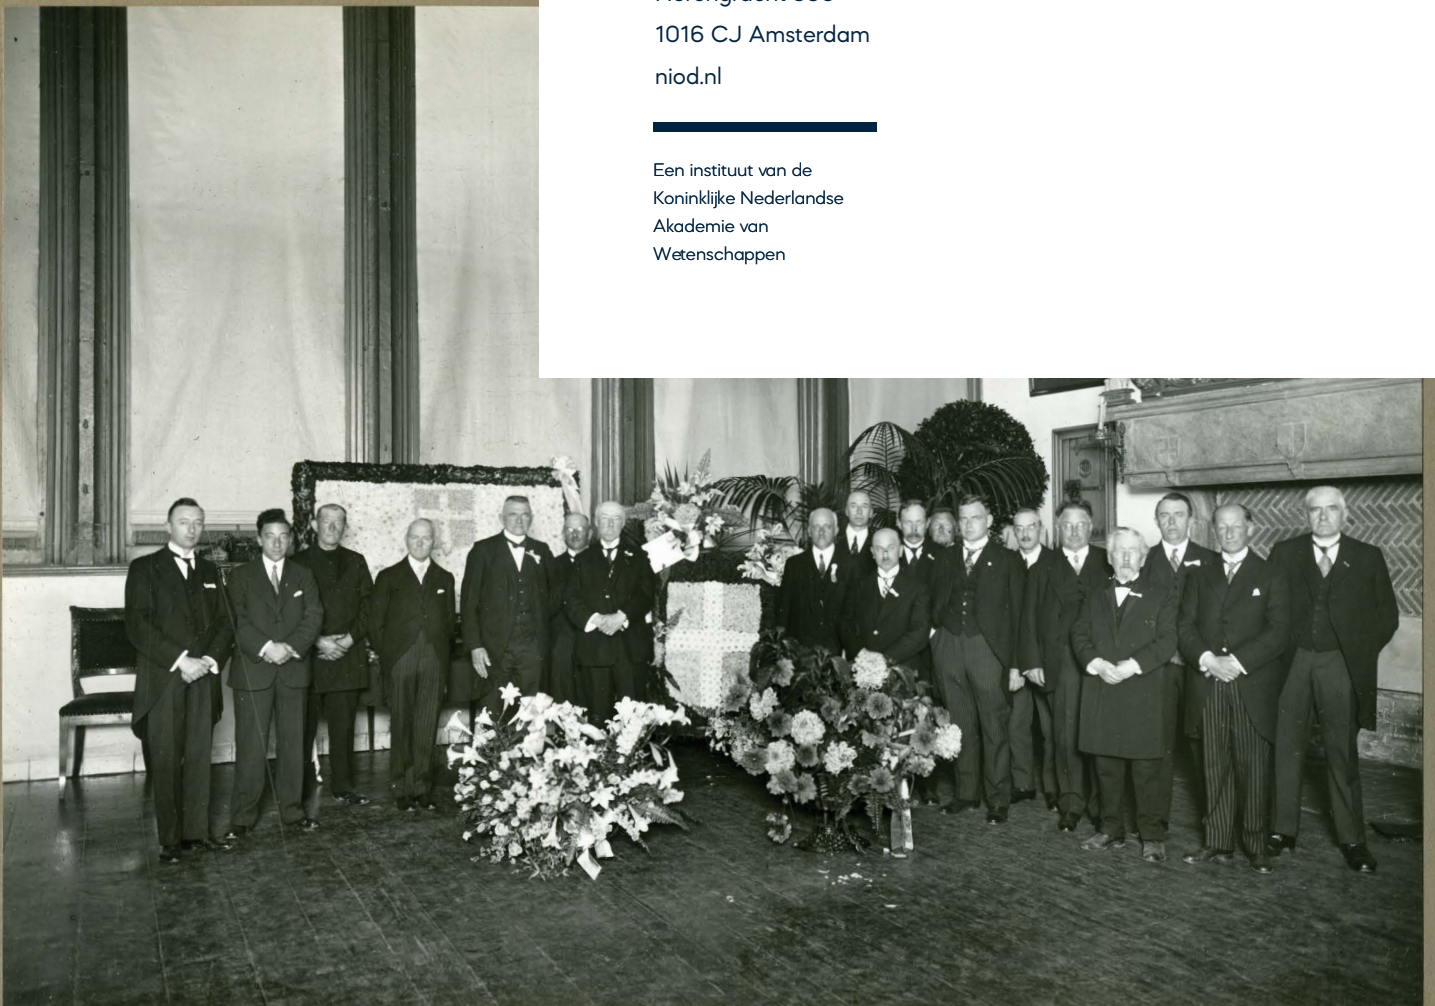 1016 CJ Amsterdam
niod.nl
Een instituut van de
Koninklijke Nederlandse
Akademie van
Wetenschappen